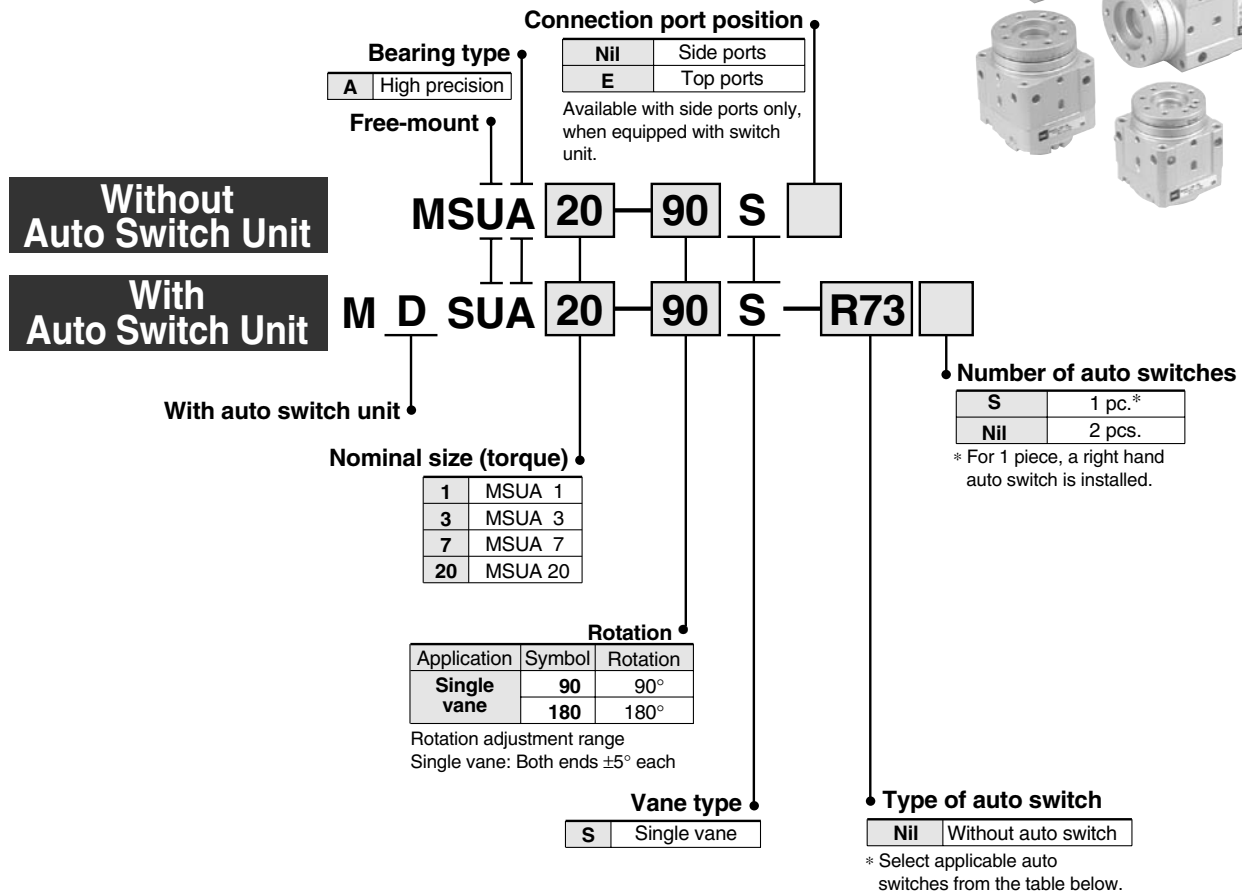 Connection port position
Nil Side ports
E Top ports
Available with side ports only,
when equipped with switch
unit.
Bearing type
A High precision
Free-mount
Without
Auto Switch Unit
MSUA 20 — 90 S
With
Auto Switch Unit
M D SUA 20 — 90 S — R73
Number of auto switches
S 1 pc.*
Nil 2 pcs.
* For 1 piece, a right hand
auto switch is installed.
With auto switch unit
Nominal size (torque)
1 MSUA 1
3 MSUA 3
7 MSUA 7
20 MSUA 20
Rotation
Application Symbol Rotation
Single
vane
90 90°
180 180°
Rotation adjustment range
Single vane: Both ends ±5° each
Vane type
S Single vane
Type of auto switch
Nil Without auto switch
* Select applicable auto
switches from the table below.